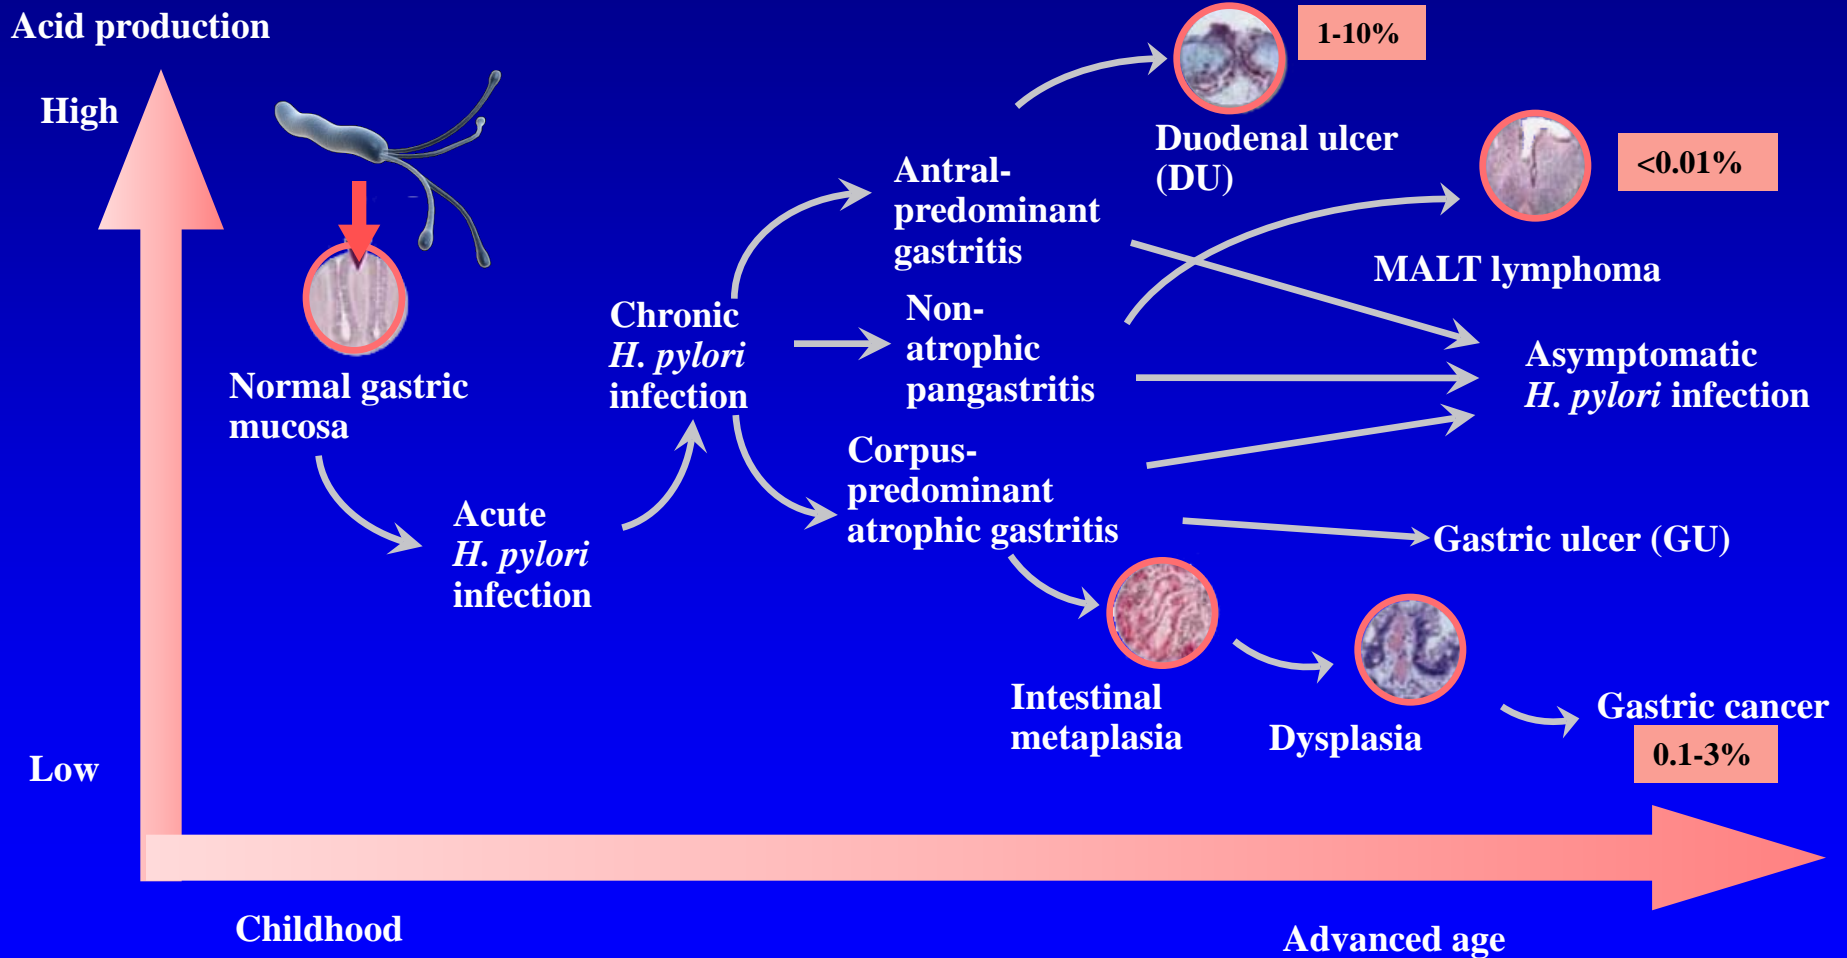 Acid production
High
Low
Childhood
Advanced age
Normal gastric
mucosa
Acute
H. pylori
infection
Chronic
H. pylori
infection
Antral-
predominant
gastritis
Non-
atrophic
pangastritis
Corpus-
predominant
atrophic gastritis
1-10%
Duodenal ulcer
(DU)
<0.01%
MALT lymphoma
Asymptomatic
H. pylori infection
Gastric ulcer (GU)
Intestinal
metaplasia
Dysplasia
Gastric cancer
0.1-3%